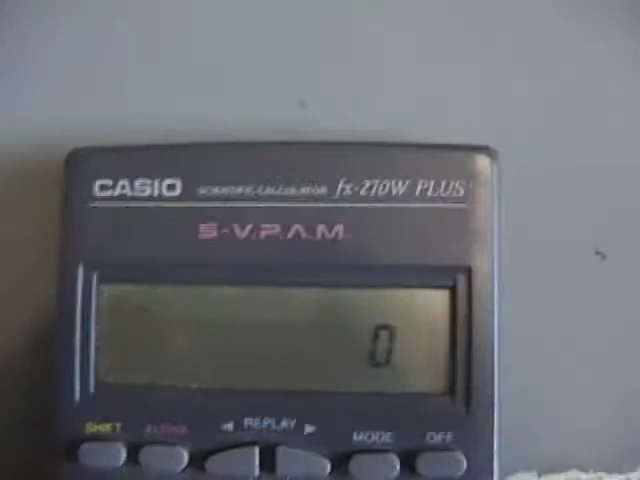 CASIO SCIENTIFIC CALCULATOR fx-270W PLUS
S-V.P.A.M.
0
SHIFT ALPHA ◀ REPLAY ▶ MODE OFF